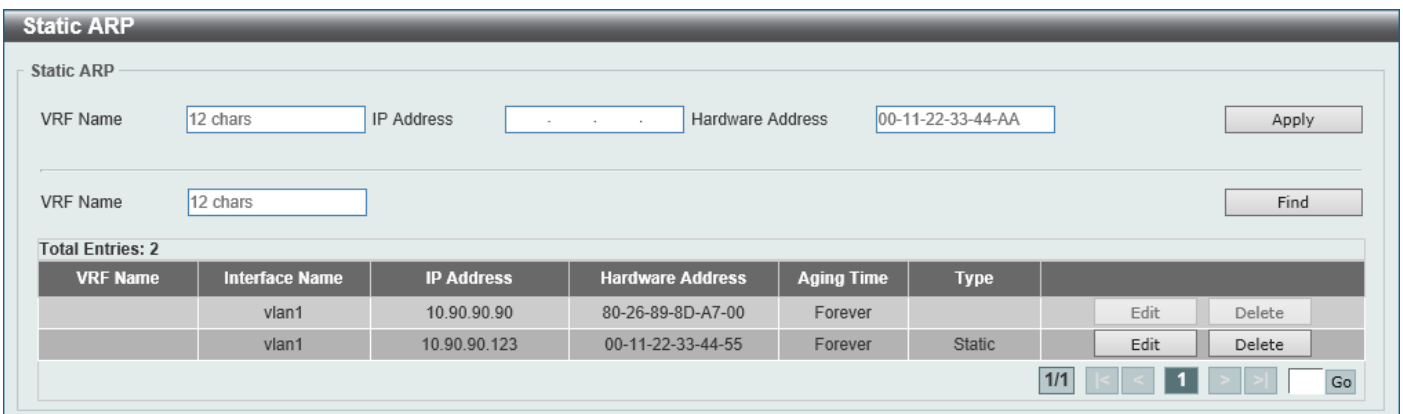 Static ARP
Static ARP
VRF Name 12 chars IP Address . . . Hardware Address 00-11-22-33-44-AA Apply
VRF Name 12 chars Find
Total Entries: 2
VRF Name Interface Name IP Address Hardware Address Aging Time Type
vlan1 10.90.90.90 80-26-89-8D-A7-00 Forever Edit Delete
vlan1 10.90.90.123 00-11-22-33-44-55 Forever Static Edit Delete
1/1 |< < 1 > >| Go